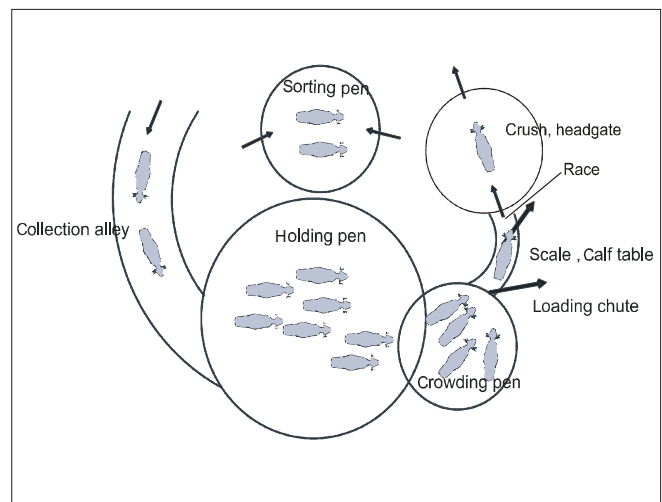 Sorting pen
Crush, headgate
Race
Collection alley
Holding pen
Scale , Calf table
Loading chute
Crowding pen